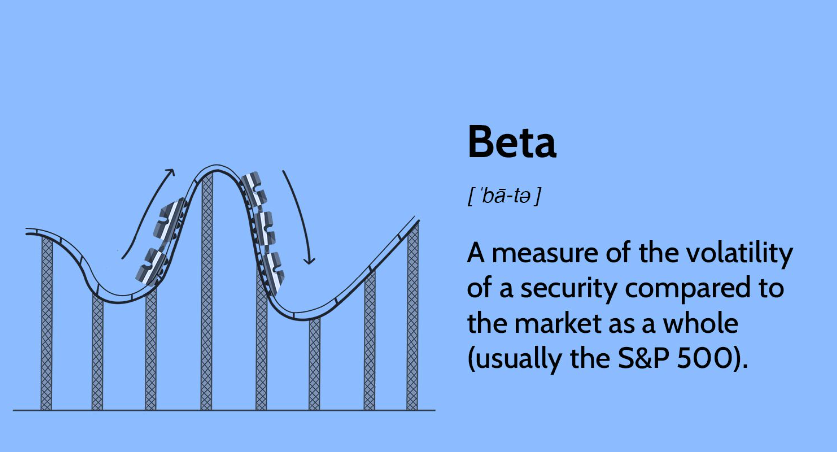 Beta
[ ˈbā-tə ]
A measure of the volatility
of a security compared to
the market as a whole
(usually the S&P 500).